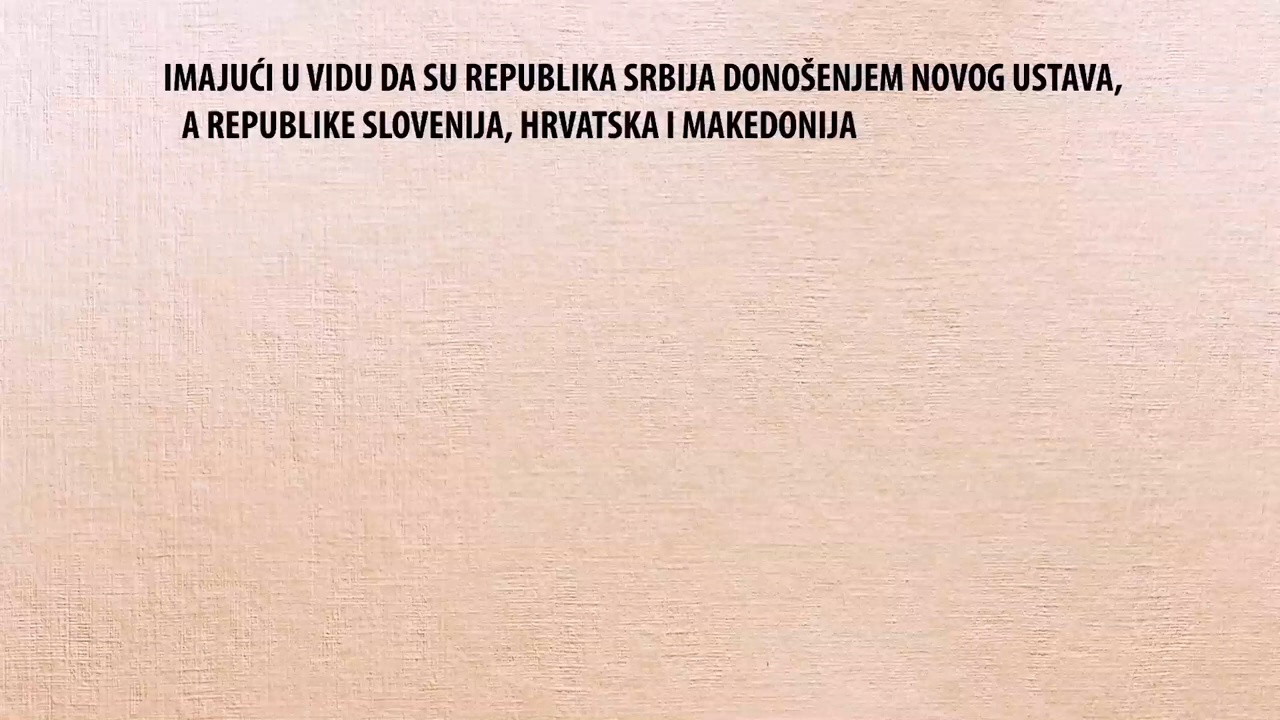 IMAJUĆI U VIDU DA SU REPUBLIKA SRBIJA DONOŠENJEM NOVOG USTAVA,
A REPUBLIKE SLOVENIJA, HRVATSKA I MAKEDONIJA